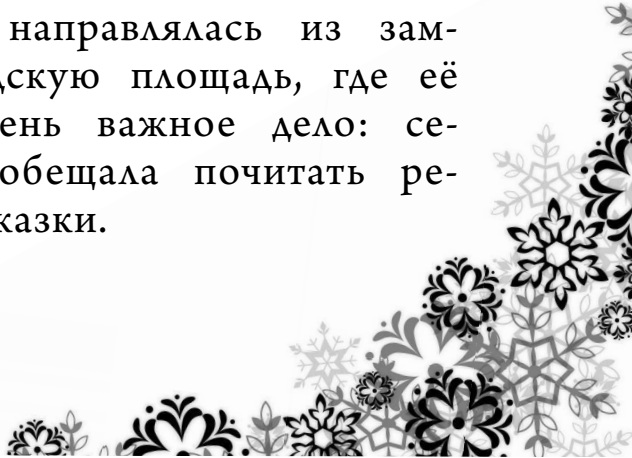 направлялась из зам-
дскую площадь, где её
ень важное дело: се-
обещала почитать ре-
казки.